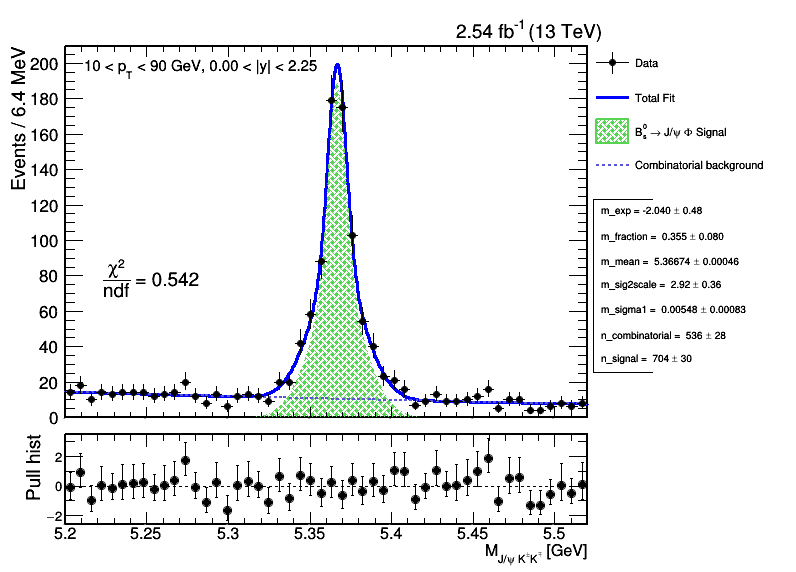 2.54 fb⁻¹ (13 TeV)
Events / 6.4 MeV
10 < p_T < 90 GeV, 0.00 < |y| < 2.25
200
180
160
140
120
100
80
60
40
20
0
χ²/ndf = 0.542
Data
Total Fit
B_s^0 → J/ψ Φ Signal
Combinatorial background
m_exp = -2.040 ± 0.48
m_fraction = 0.355 ± 0.080
m_mean = 5.36674 ± 0.00046
m_sig2scale = 2.92 ± 0.36
m_sigma1 = 0.00548 ± 0.00083
n_combinatorial = 536 ± 28
n_signal = 704 ± 30
Pull hist
2
0
−2
5.2 5.25 5.3 5.35 5.4 5.45 5.5
M_J/ψ K^±K^∓ [GeV]